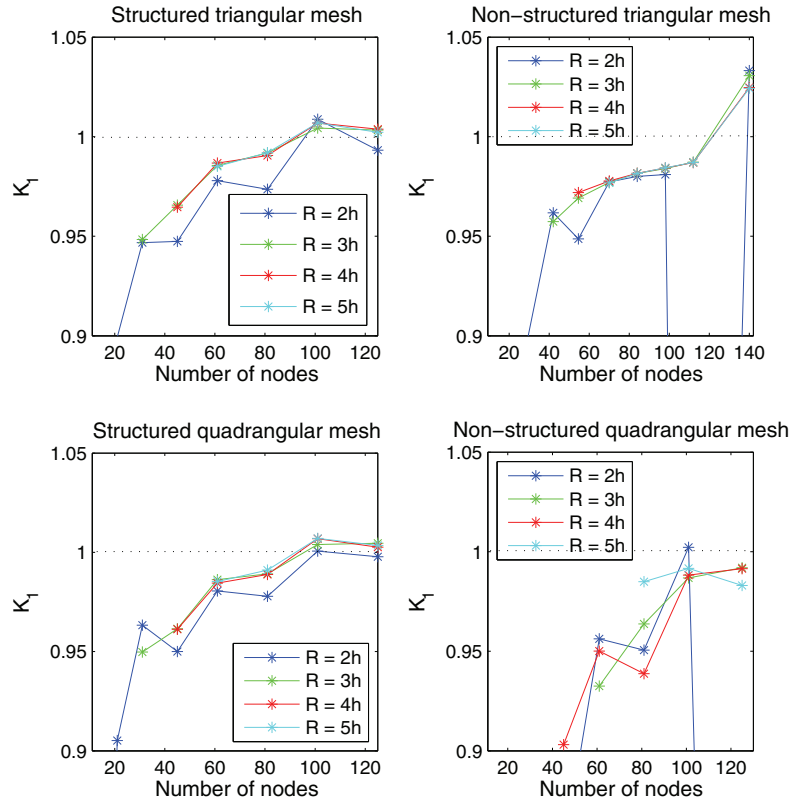 Structured triangular mesh
1.05
1
0.95
0.9
K_I
20 40 60 80 100 120
Number of nodes
R = 2h
R = 3h
R = 4h
R = 5h
Non-structured triangular mesh
1.05
1
0.95
0.9
K_I
20 40 60 80 100 120 140
Number of nodes
R = 2h
R = 3h
R = 4h
R = 5h
Structured quadrangular mesh
1.05
1
0.95
0.9
K_I
20 40 60 80 100 120
Number of nodes
R = 2h
R = 3h
R = 4h
R = 5h
Non-structured quadrangular mesh
1.05
1
0.95
0.9
K_I
20 40 60 80 100 120
Number of nodes
R = 2h
R = 3h
R = 4h
R = 5h